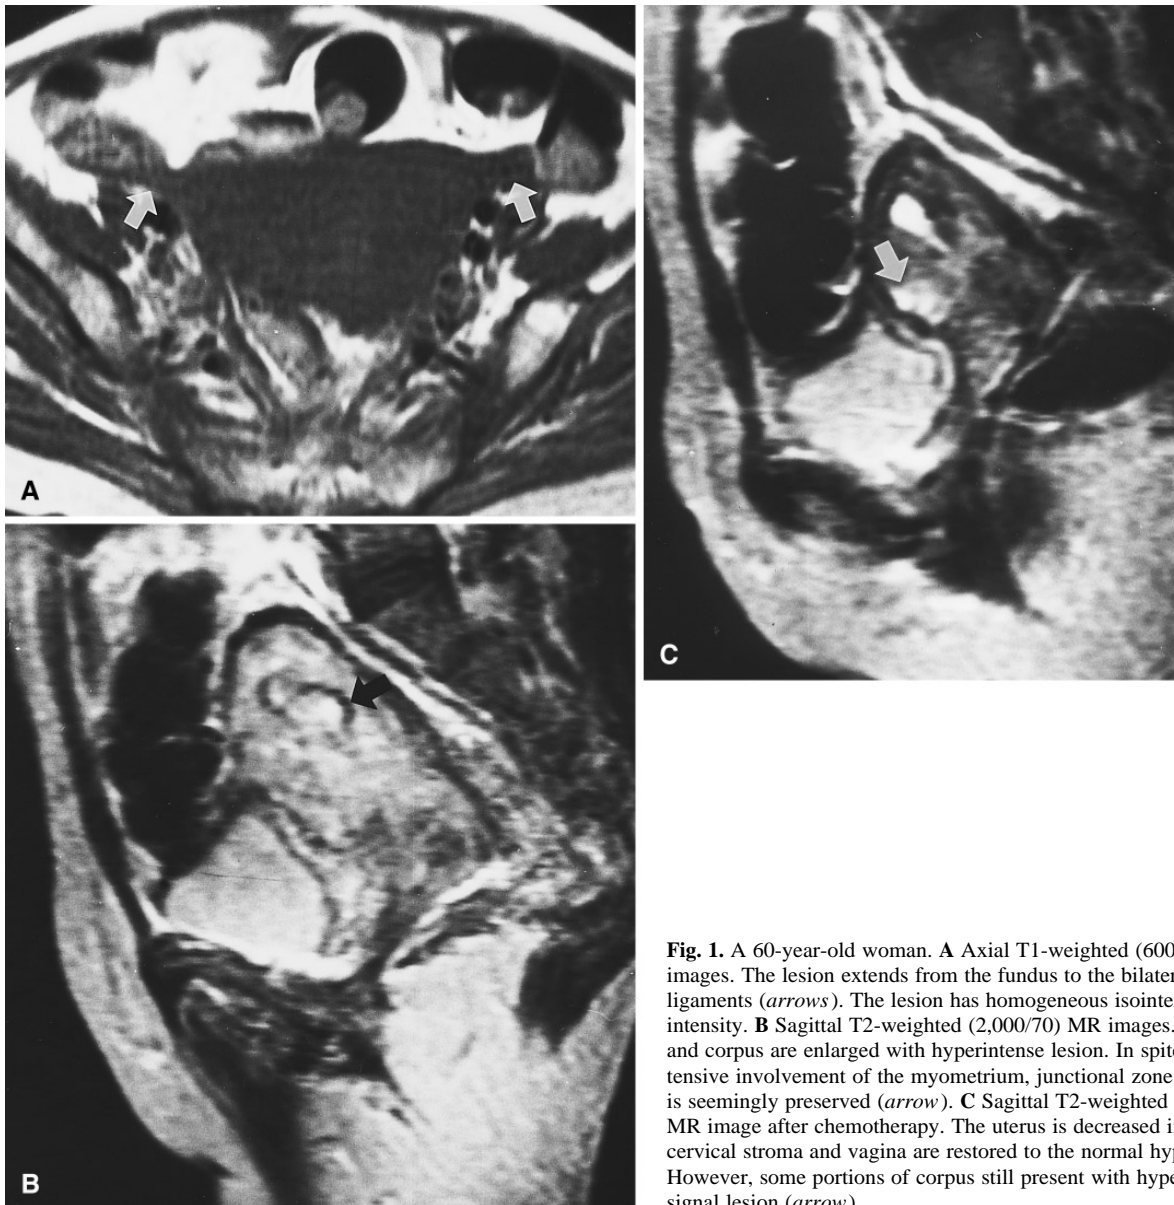 A
C
B
Fig. 1. A 60-year-old woman. A Axial T1-weighted (600
images. The lesion extends from the fundus to the bilater
ligaments (arrows). The lesion has homogeneous isointe
intensity. B Sagittal T2-weighted (2,000/70) MR images.
and corpus are enlarged with hyperintense lesion. In spite
tensive involvement of the myometrium, junctional zone
is seemingly preserved (arrow). C Sagittal T2-weighted
MR image after chemotherapy. The uterus is decreased i
cervical stroma and vagina are restored to the normal hyp
However, some portions of corpus still present with hype
signal lesion (arrow)